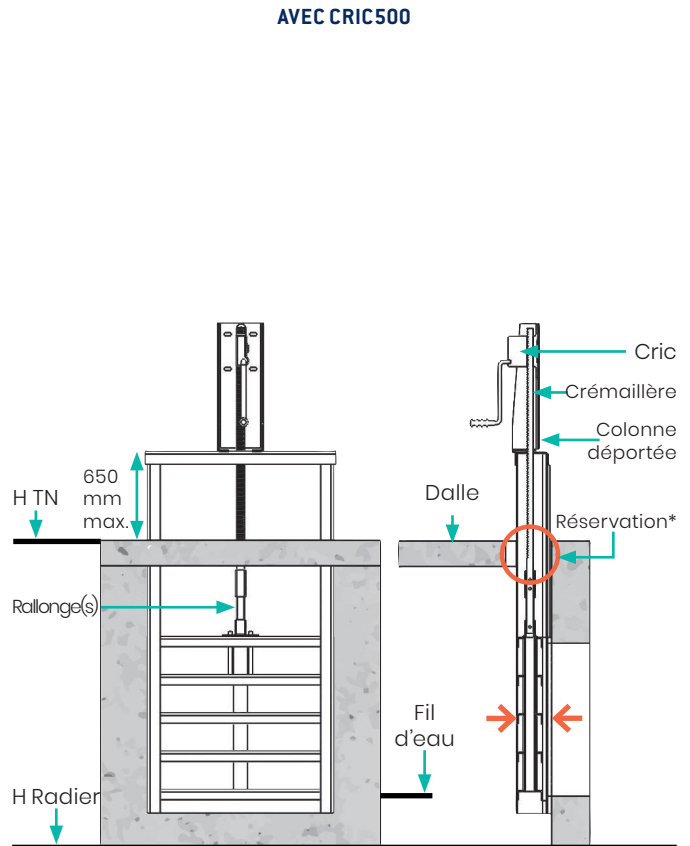 AVEC CRIC500
Cric
Crémaillère
Colonne
déportée
650
mm
max.
H TN
Dalle
Réservation*
Rallonge(s)
Fil
d'eau
H Radier